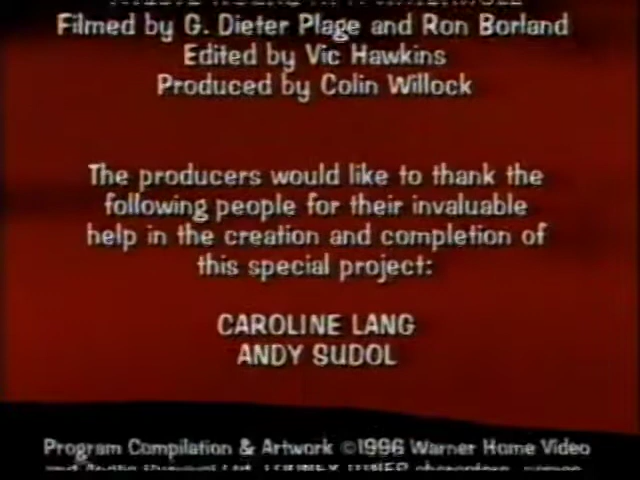 Filmed by G. Dieter Plage and Ron Borland
Edited by Vic Hawkins
Produced by Colin Willock
The producers would like to thank the
following people for their invaluable
help in the creation and completion of
this special project:
CAROLINE LANG
ANDY SUDOL
Program Compilation & Artwork ©1996 Warner Home Video